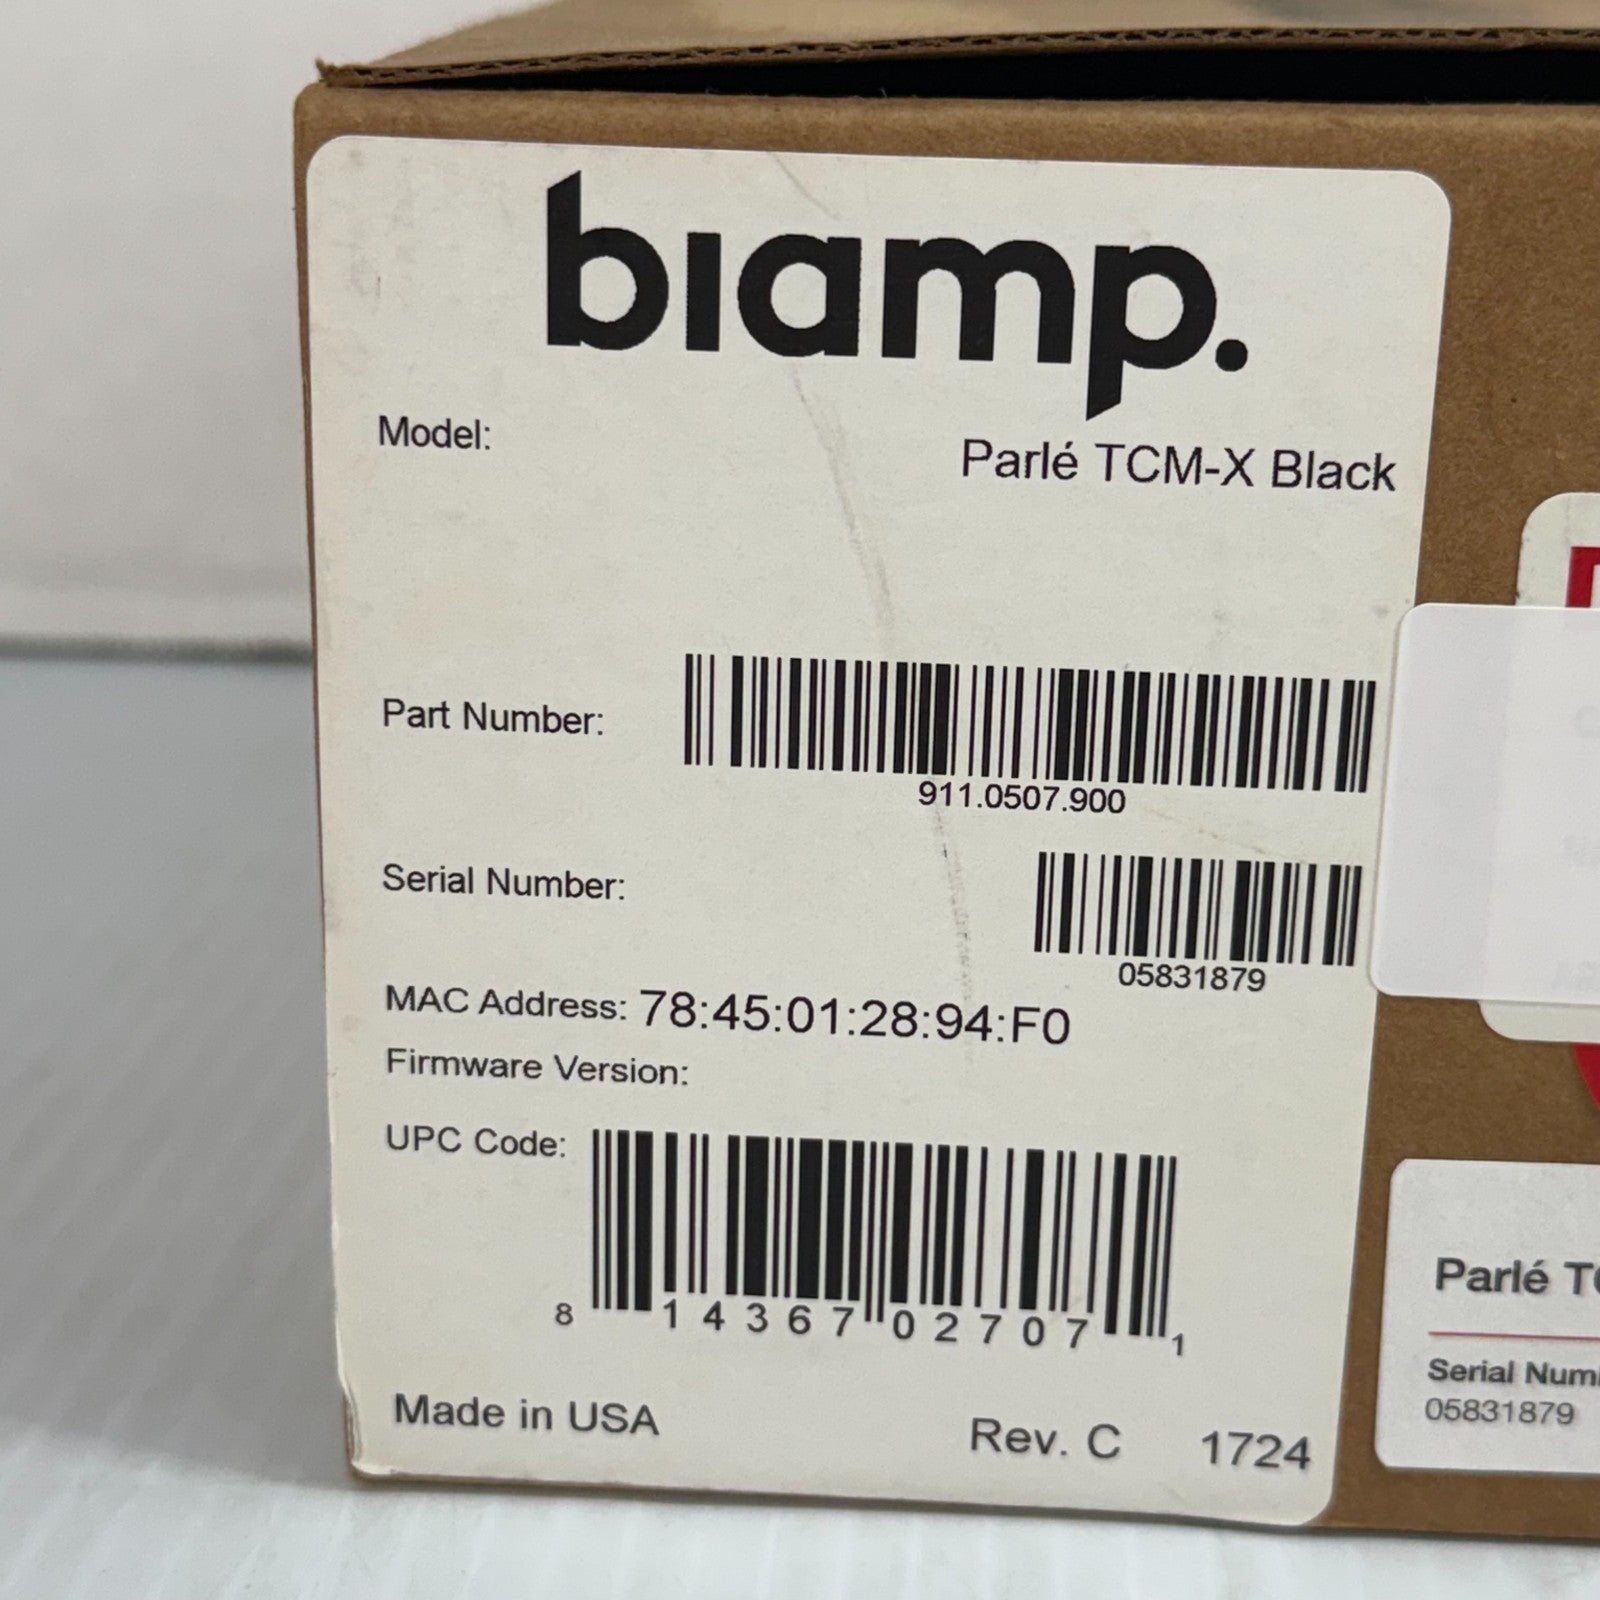 biamp.
Model:
Parlé TCM-X Black
Part Number:
911.0507.900
Serial Number:
05831879
MAC Address: 78:45:01:28:94:F0
Firmware Version:
UPC Code:
8 14367 02707 1
Made in USA Rev. C 1724
Parlé
Serial
05831879